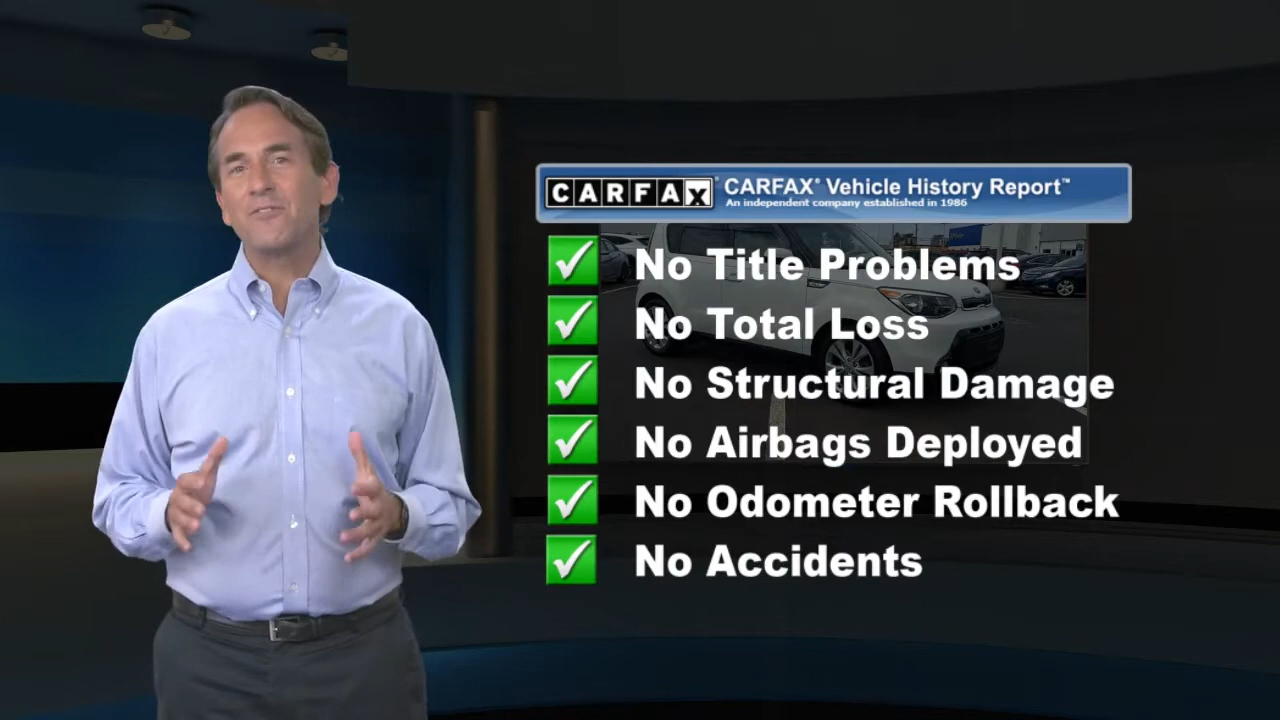 CARFAX® CARFAX® Vehicle History Report™
An independent company established in 1986
No Title Problems
No Total Loss
No Structural Damage
No Airbags Deployed
No Odometer Rollback
No Accidents